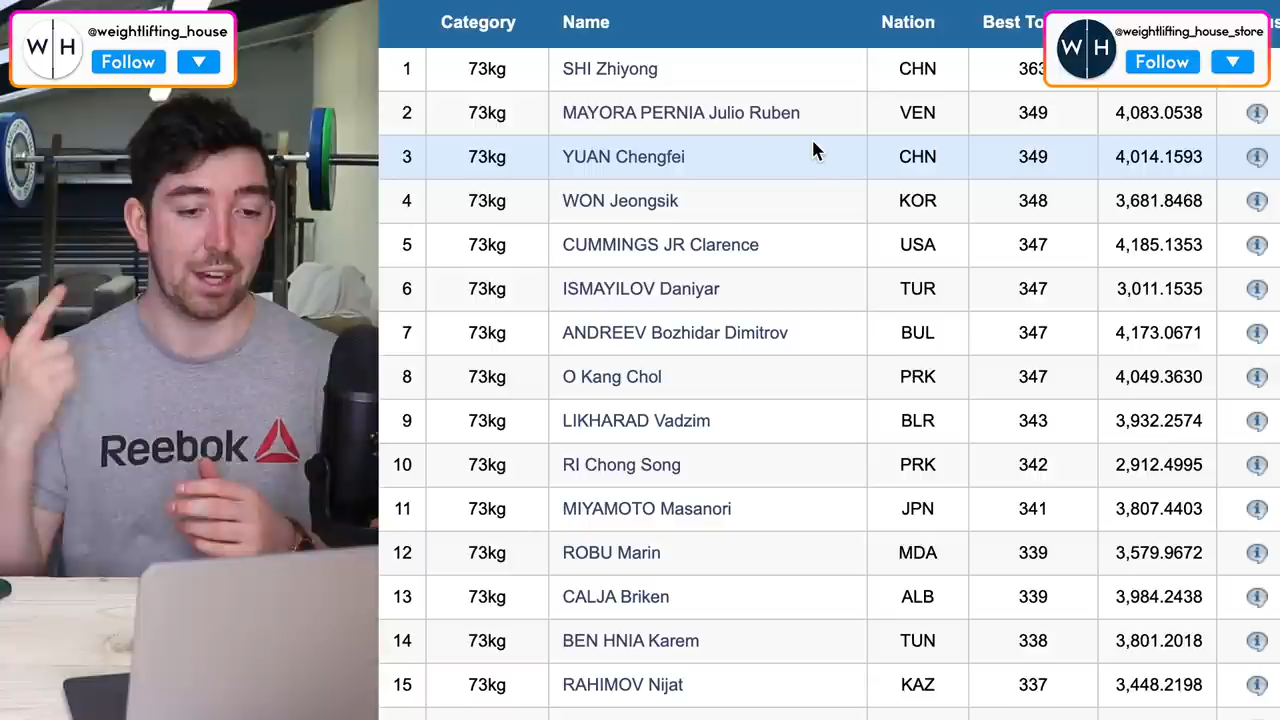 W H
@weightlifting_house
Follow
W H
@weightlifting_house_store
Follow
Reebok
Category Name Nation Best To
1 73kg SHI Zhiyong CHN 363
2 73kg MAYORA PERNIA Julio Ruben VEN 349 4,083.0538
3 73kg YUAN Chengfei CHN 349 4,014.1593
4 73kg WON Jeongsik KOR 348 3,681.8468
5 73kg CUMMINGS JR Clarence USA 347 4,185.1353
6 73kg ISMAYILOV Daniyar TUR 347 3,011.1535
7 73kg ANDREEV Bozhidar Dimitrov BUL 347 4,173.0671
8 73kg O Kang Chol PRK 347 4,049.3630
9 73kg LIKHARAD Vadzim BLR 343 3,932.2574
10 73kg RI Chong Song PRK 342 2,912.4995
11 73kg MIYAMOTO Masanori JPN 341 3,807.4403
12 73kg ROBU Marin MDA 339 3,579.9672
13 73kg CALJA Briken ALB 339 3,984.2438
14 73kg BEN HNIA Karem TUN 338 3,801.2018
15 73kg RAHIMOV Nijat KAZ 337 3,448.2198